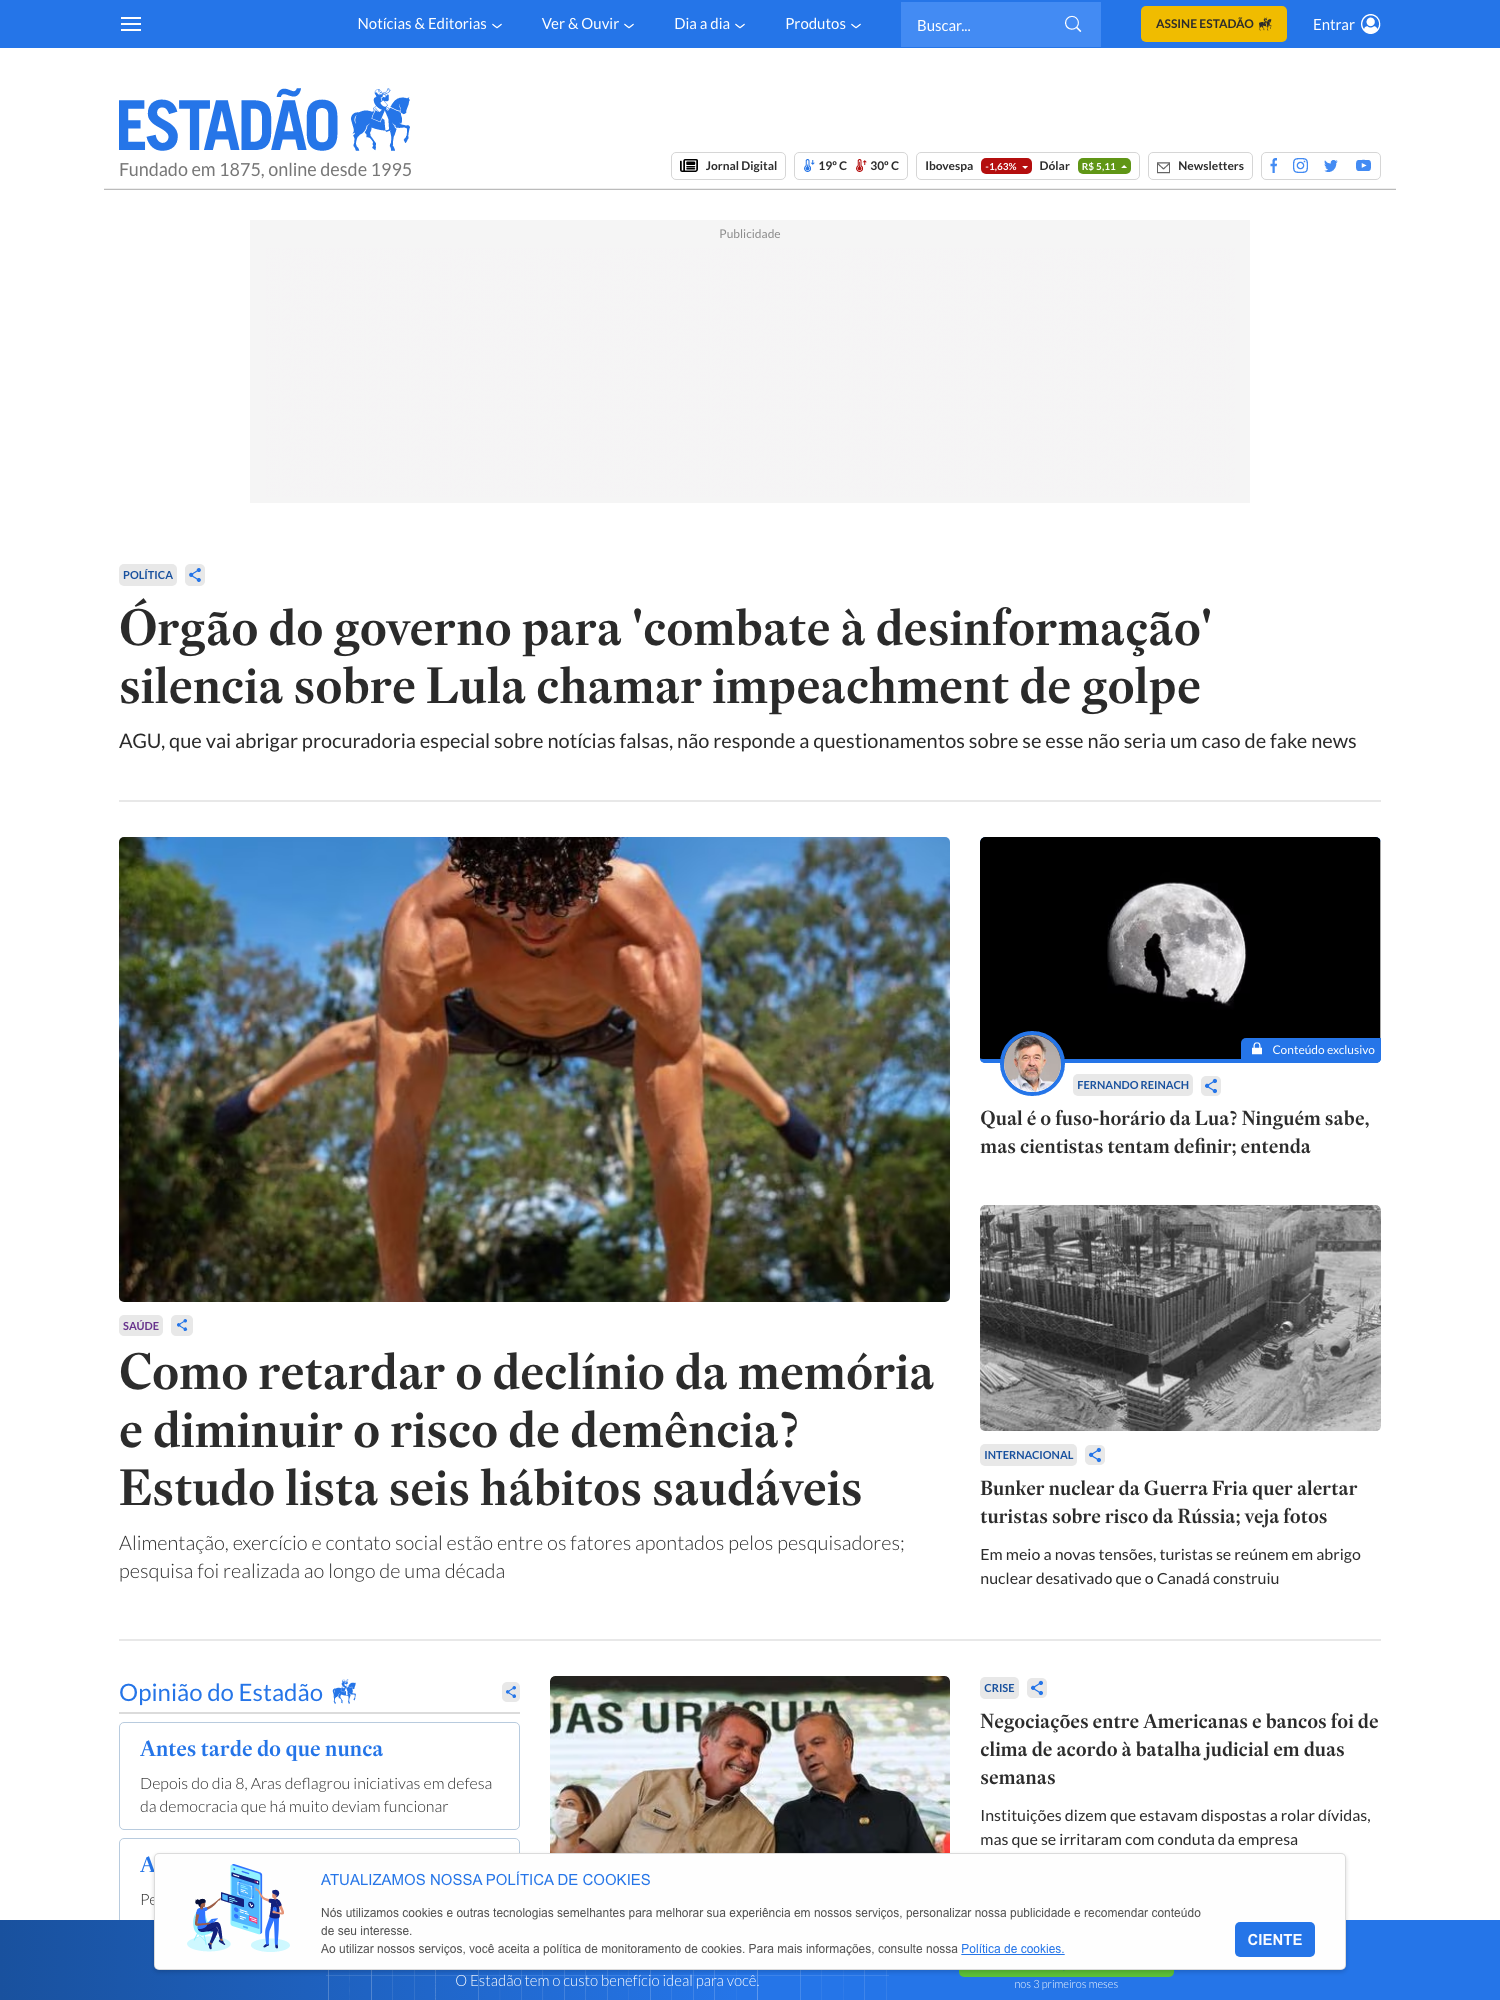 Notícias & Editorias
Ver & Ouvir
Dia a dia
Produtos
Buscar...
ASSINE ESTADÃO
Entrar
ESTADÃO
Fundado em 1875, online desde 1995
Jornal Digital
19º C
30º C
Ibovespa
-1,63%
Dólar
R$ 5,11
Newsletters
Publicidade
POLÍTICA
Órgão do governo para 'combate à desinformação'
silencia sobre Lula chamar impeachment de golpe
AGU, que vai abrigar procuradoria especial sobre notícias falsas, não responde a questionamentos sobre se esse não seria um caso de fake news
SAÚDE
Como retardar o declínio da memória
e diminuir o risco de demência?
Estudo lista seis hábitos saudáveis
Alimentação, exercício e contato social estão entre os fatores apontados pelos pesquisadores;
pesquisa foi realizada ao longo de uma década
Conteúdo exclusivo
FERNANDO REINACH
Qual é o fuso-horário da Lua? Ninguém sabe,
mas cientistas tentam definir; entenda
INTERNACIONAL
Bunker nuclear da Guerra Fria quer alertar
turistas sobre risco da Rússia; veja fotos
Em meio a novas tensões, turistas se reúnem em abrigo
nuclear desativado que o Canadá construiu
Opinião do Estadão
Antes tarde do que nunca
Depois do dia 8, Aras deflagrou iniciativas em defesa
da democracia que há muito deviam funcionar
CRISE
Negociações entre Americanas e bancos foi de
clima de acordo à batalha judicial em duas
semanas
Instituições dizem que estavam dispostas a rolar dívidas,
mas que se irritaram com conduta da empresa
ATUALIZAMOS NOSSA POLÍTICA DE COOKIES
Nós utilizamos cookies e outras tecnologias semelhantes para melhorar sua experiência em nossos serviços, personalizar nossa publicidade e recomendar conteúdo
de seu interesse.
Ao utilizar nossos serviços, você aceita a política de monitoramento de cookies. Para mais informações, consulte nossa Política de cookies.
CIENTE
O Estadão tem o custo benefício ideal para você.
nos 3 primeiros meses